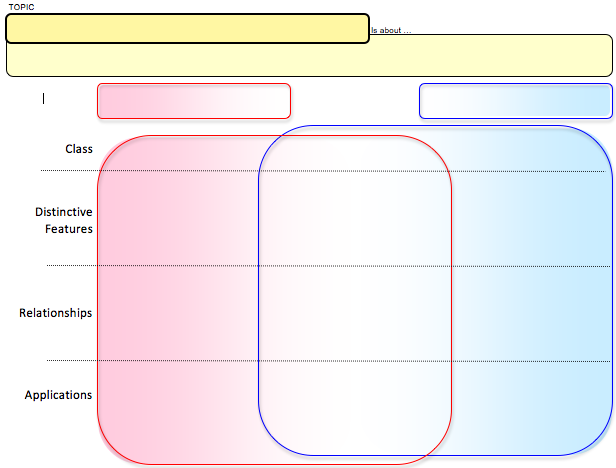 TOPIC
Is about ...
Class
Distinctive
Features
Relationships
Applications